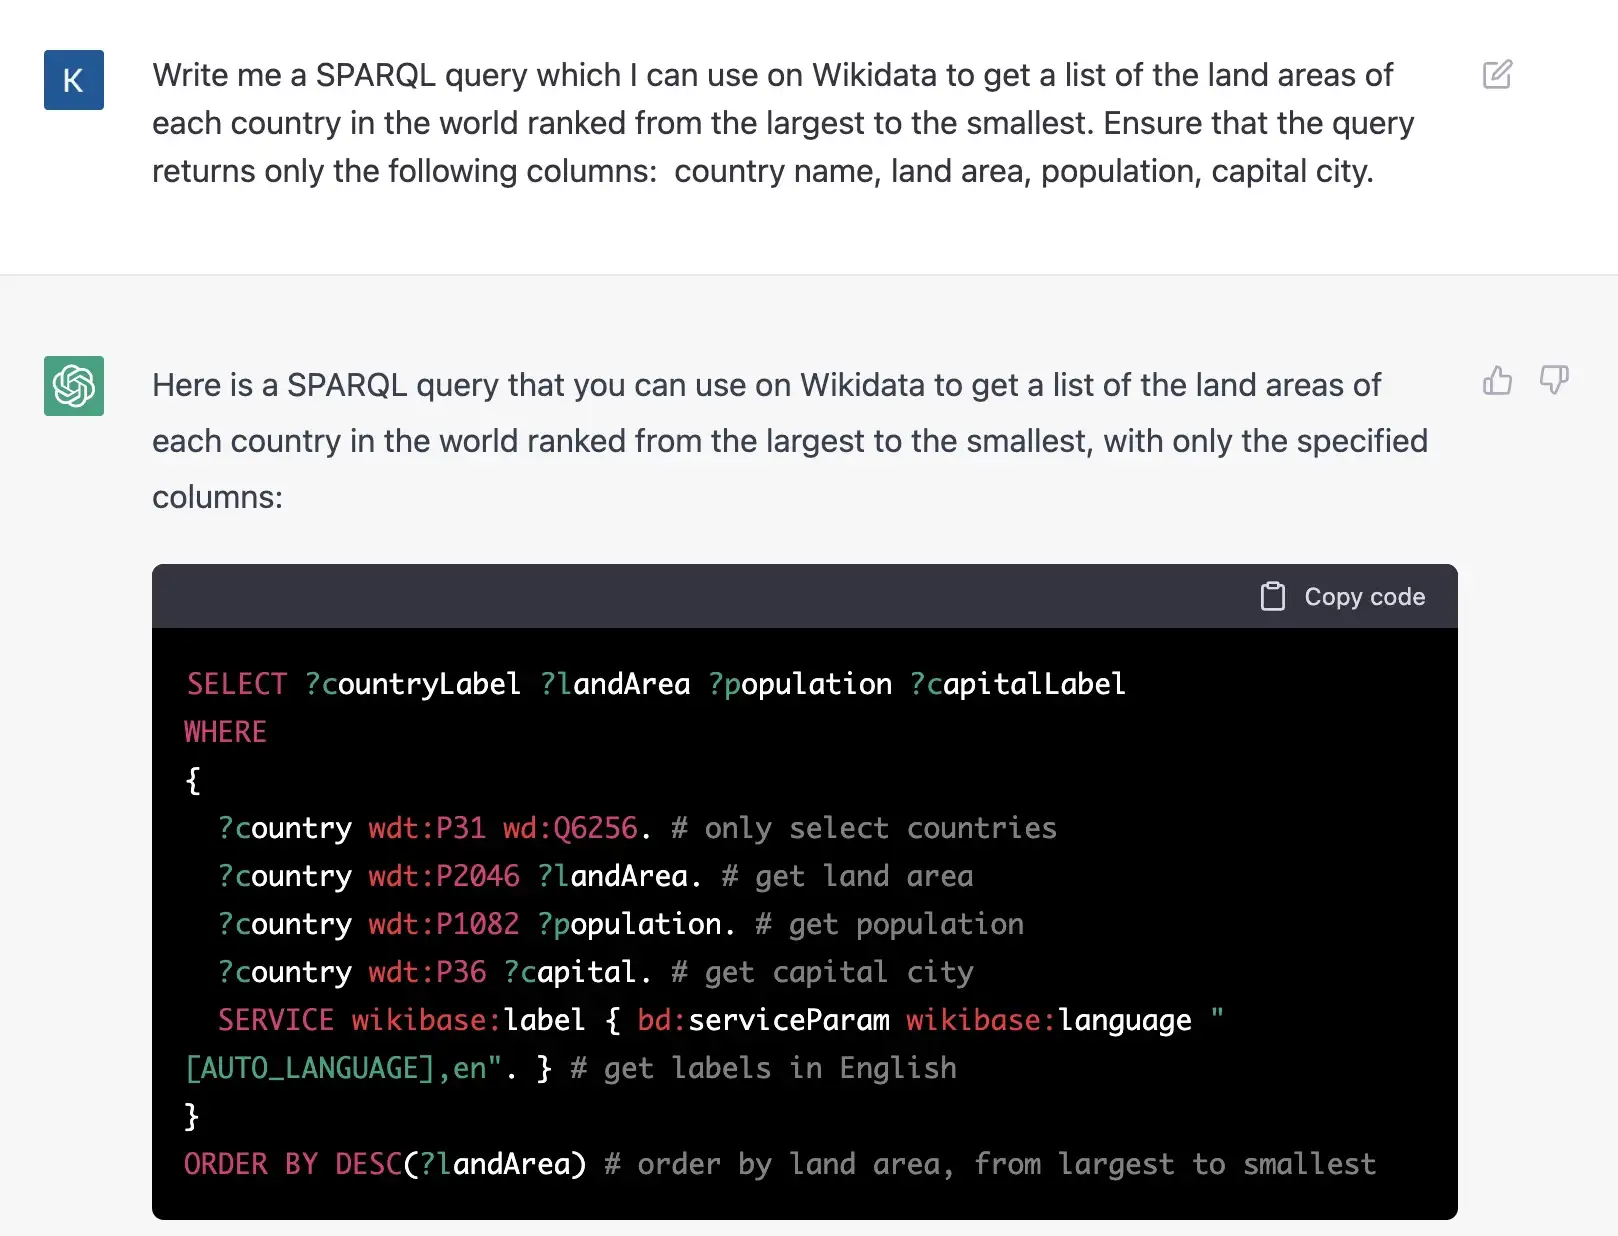 K
Write me a SPARQL query which I can use on Wikidata to get a list of the land areas of
each country in the world ranked from the largest to the smallest. Ensure that the query
returns only the following columns:  country name, land area, population, capital city.
Here is a SPARQL query that you can use on Wikidata to get a list of the land areas of
each country in the world ranked from the largest to the smallest, with only the specified
columns:
Copy code
SELECT ?countryLabel ?landArea ?population ?capitalLabel
WHERE
{
  ?country wdt:P31 wd:Q6256. # only select countries
  ?country wdt:P2046 ?landArea. # get land area
  ?country wdt:P1082 ?population. # get population
  ?country wdt:P36 ?capital. # get capital city
  SERVICE wikibase:label { bd:serviceParam wikibase:language "
[AUTO_LANGUAGE],en". } # get labels in English
}
ORDER BY DESC(?landArea) # order by land area, from largest to smallest